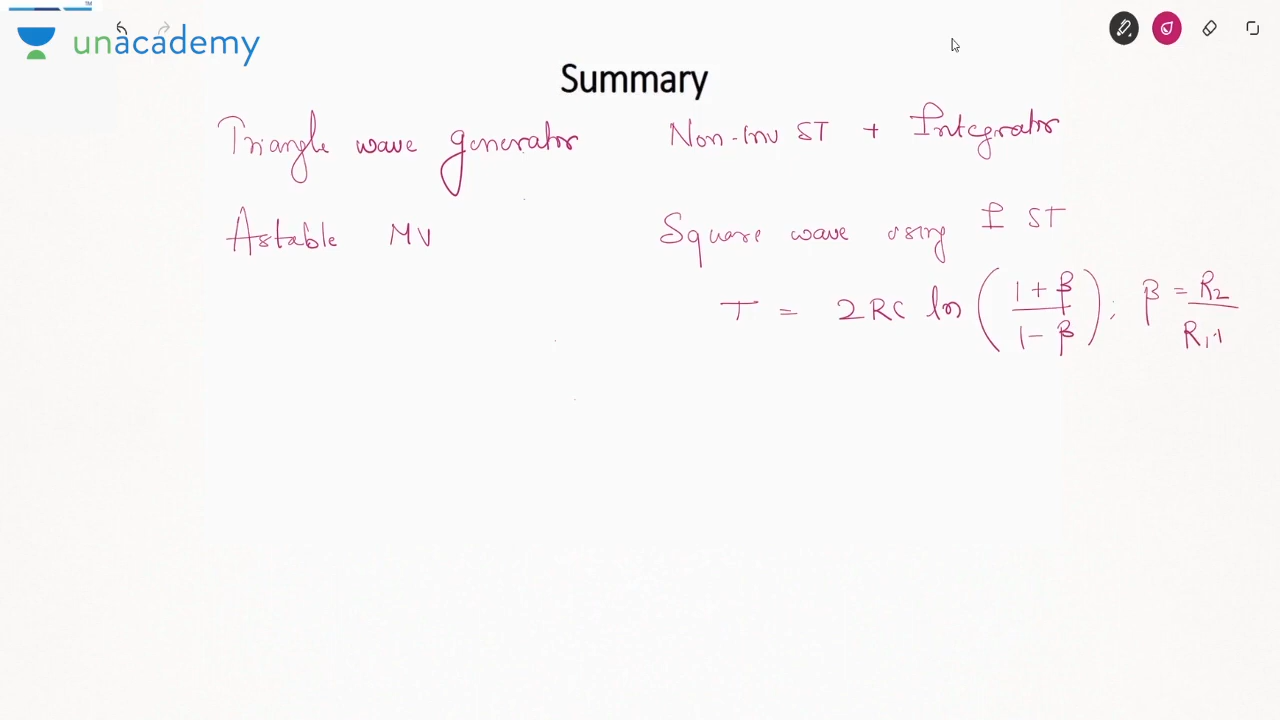 unacademy
Summary
Triangle wave generator Non-Inv ST + Integrator
Astable MV Square wave using I ST
T = 2RC ln (1 + β / 1 - β) ; β = R2 / R1+